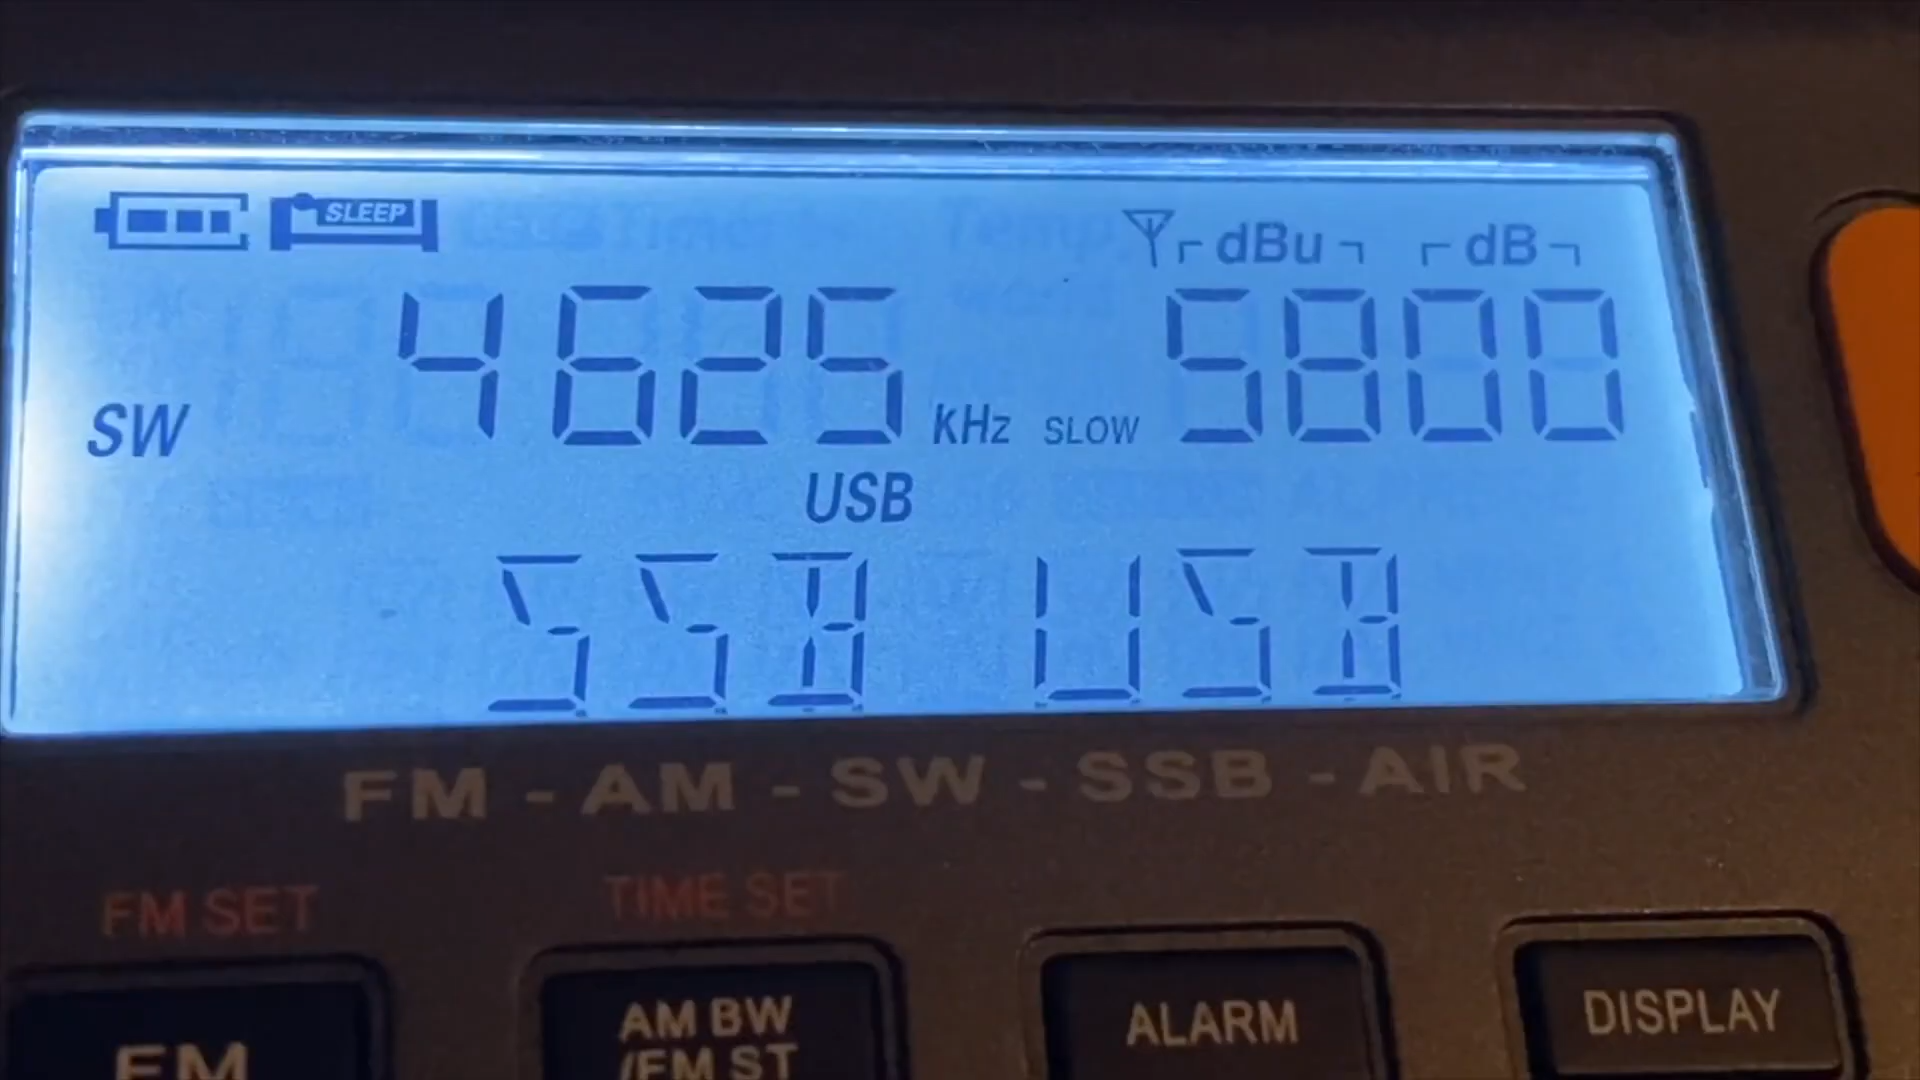 SLEEP dBu dB
SW 4625 kHz SLOW 5800
USB
SSB USB
FM - AM - SW - SSB - AIR
FM SET TIME SET
FM AM BW ALARM DISPLAY
/FM ST